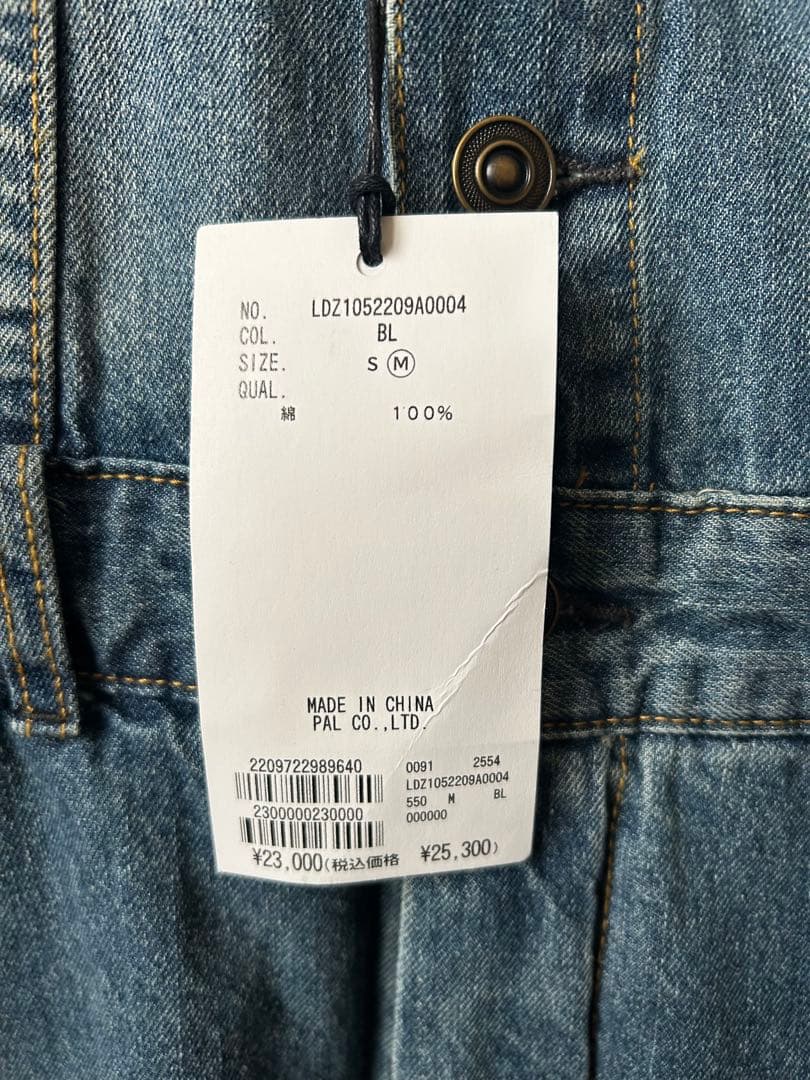 NO. LDZ1052209A0004
COL. BL
SIZE. S Ⓜ
QUAL.
綿 100%
MADE IN CHINA
PAL CO.,LTD.
2209722989640
2300000230000
0091 2554
LDZ1052209A0004
550 M BL
000000
¥23,000(税込価格 ¥25,300)